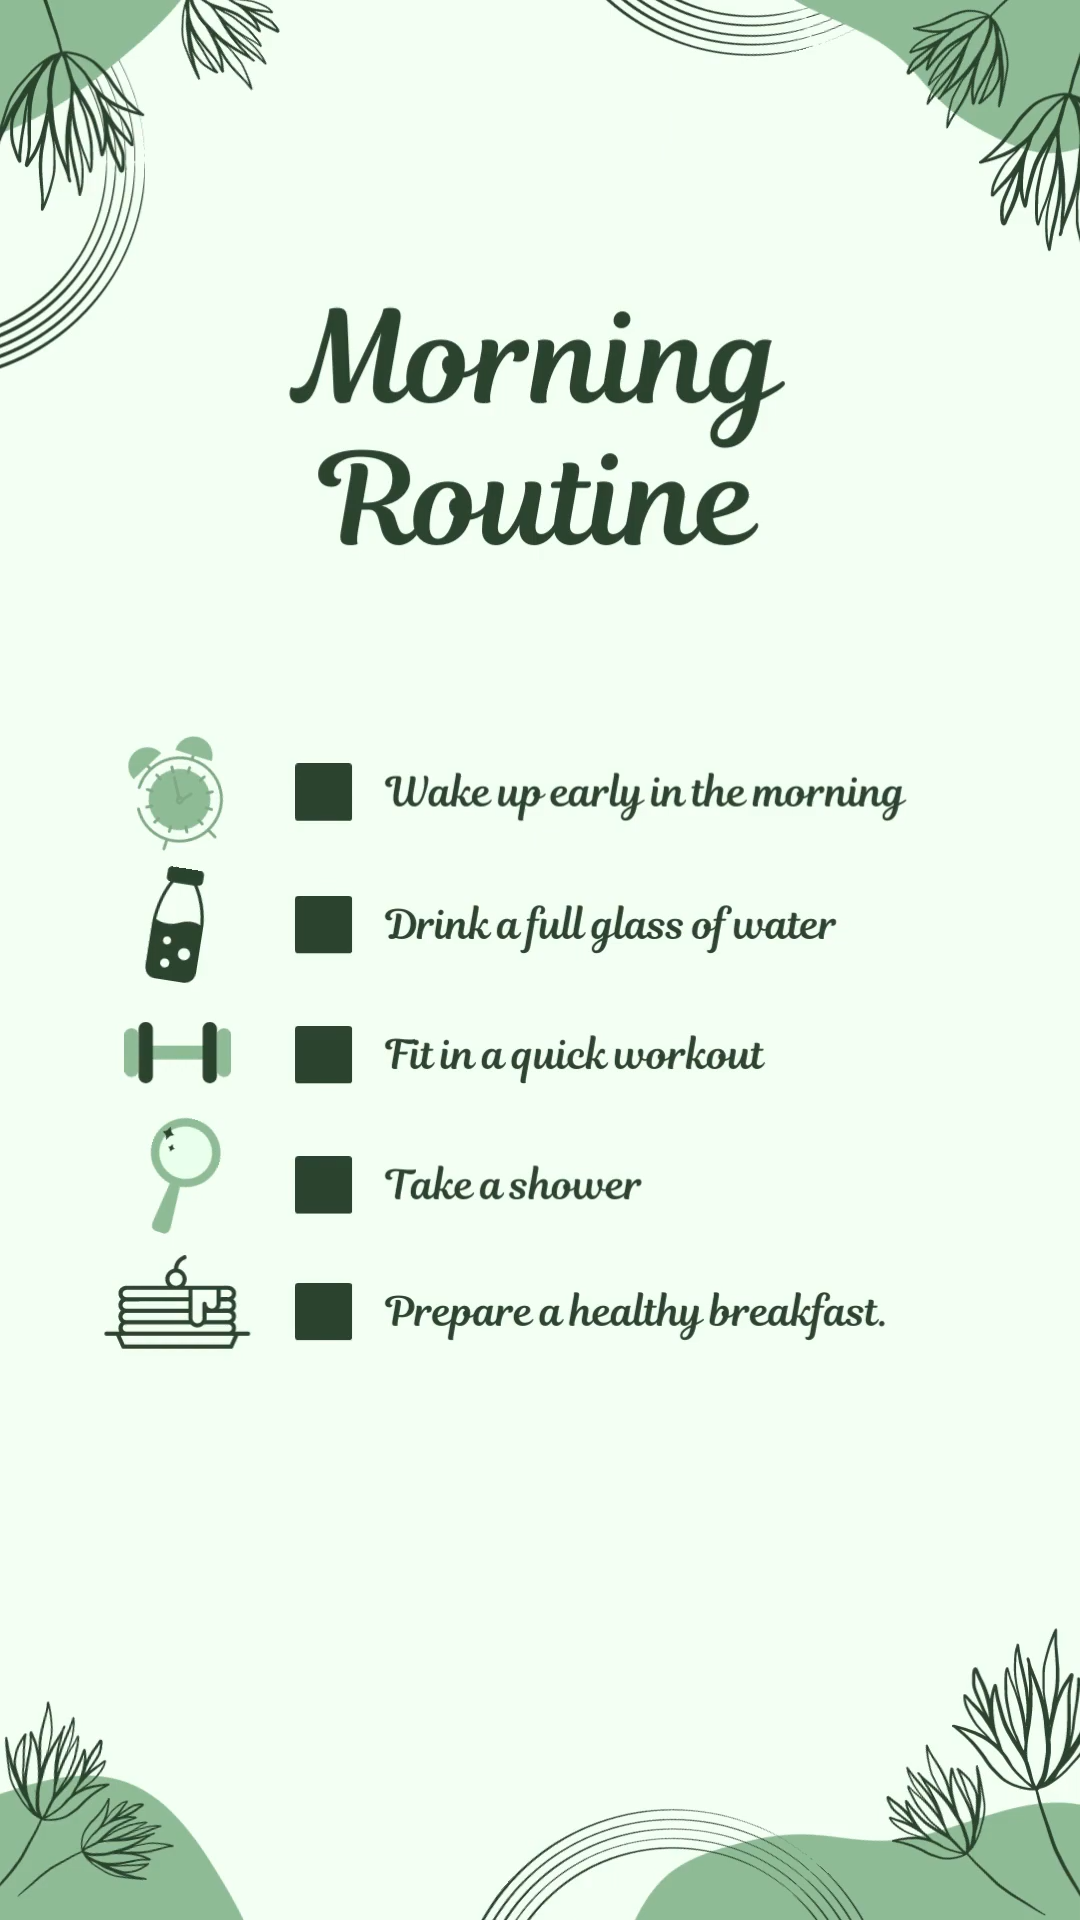 Morning
Routine
Wake up early in the morning
Drink a full glass of water
Fit in a quick workout
Take a shower
Prepare a healthy breakfast.